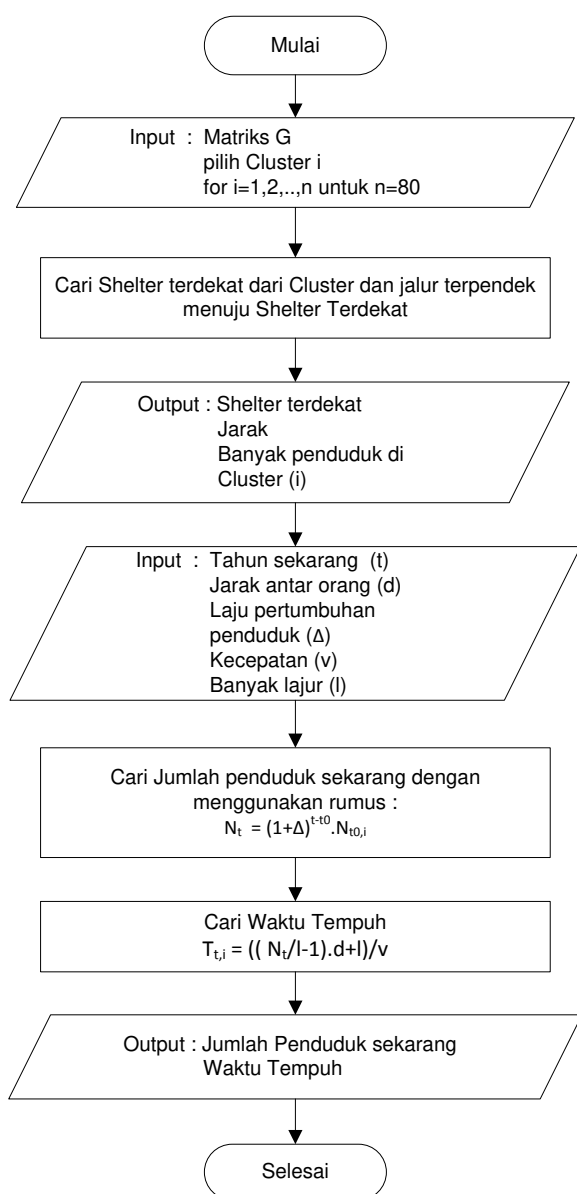 Mulai
Input : Matriks G
pilih Cluster i
for i=1,2,..,n untuk n=80
Cari Shelter terdekat dari Cluster dan jalur terpendek
menuju Shelter Terdekat
Output : Shelter terdekat
Jarak
Banyak penduduk di
Cluster (i)
Input : Tahun sekarang (t)
Jarak antar orang (d)
Laju pertumbuhan
penduduk (Δ)
Kecepatan (v)
Banyak lajur (l)
Cari Jumlah penduduk sekarang dengan
menggunakan rumus :
Nt = (1+Δ)^t-t0.Nt0,i
Cari Waktu Tempuh
Tt,i = (( Nt/l-1).d+l)/v
Output : Jumlah Penduduk sekarang
Waktu Tempuh
Selesai